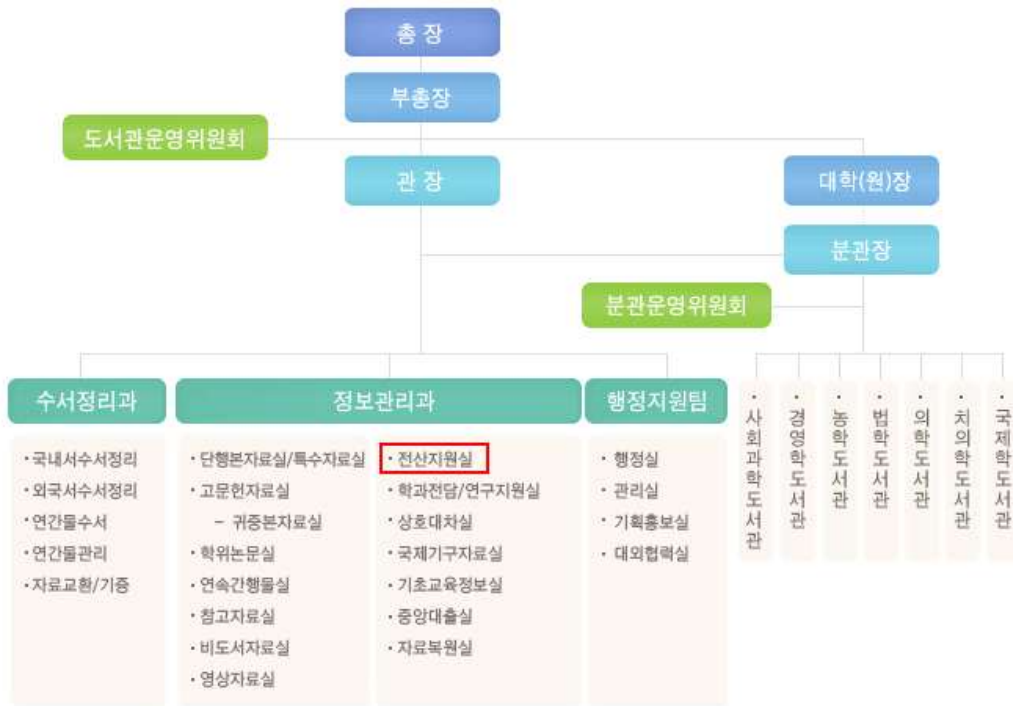 총 장
부총장
도서관운영위원회
관 장
대학(원)장
분관장
분관운영위원회
수서정리과
·국내서수서정리
·외국서수서정리
·연간물수서
·연간물관리
·자료교환/기증
정보관리과
·단행본자료실/특수자료실
·고문헌자료실
– 귀중본자료실
·학위논문실
·연속간행물실
·참고자료실
·비도서자료실
·영상자료실
·전산지원실
·학과전담/연구지원실
·상호대차실
·국제기구자료실
·기초교육정보실
·중앙대출실
·자료복원실
행정지원팀
·행정실
·관리실
·기획홍보실
·대외협력실
·사회과학도서관
·경영학도서관
·농학도서관
·법학도서관
·의학도서관
·치의학도서관
·국제학도서관